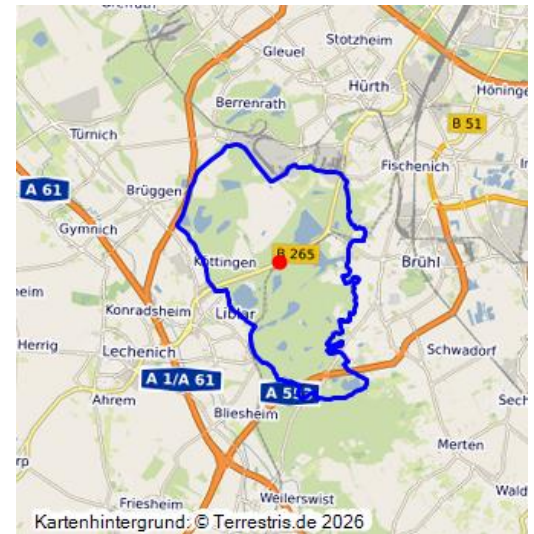 Gleuel
Stotzheim
Hürth
Höninge
Berrenrath
B 51
Türnich
Fischenich
A 61
Brüggen
Gymnich
B 265
Köttingen
Brühl
heim
Konradsheim
Liblar
Herrig
Lechenich
Schwadorf
A 1/A 61
Ahrem
Sech
Bliesheim
Merten
rp
Wald
Friesheim
Weilerswist
Kartenhintergrund: © Terrestris.de 2026